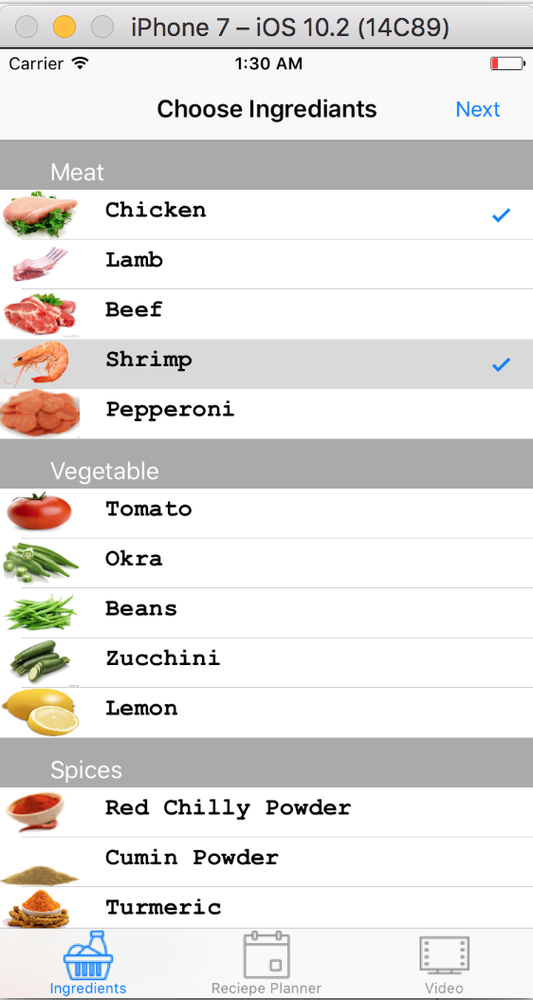 iPhone 7 – iOS 10.2 (14C89)
Carrier 1:30 AM
Choose Ingrediants Next
Meat
Chicken
Lamb
Beef
Shrimp
Pepperoni
Vegetable
Tomato
Okra
Beans
Zucchini
Lemon
Spices
Red Chilly Powder
Cumin Powder
Turmeric
Ingredients Reciepe Planner Video